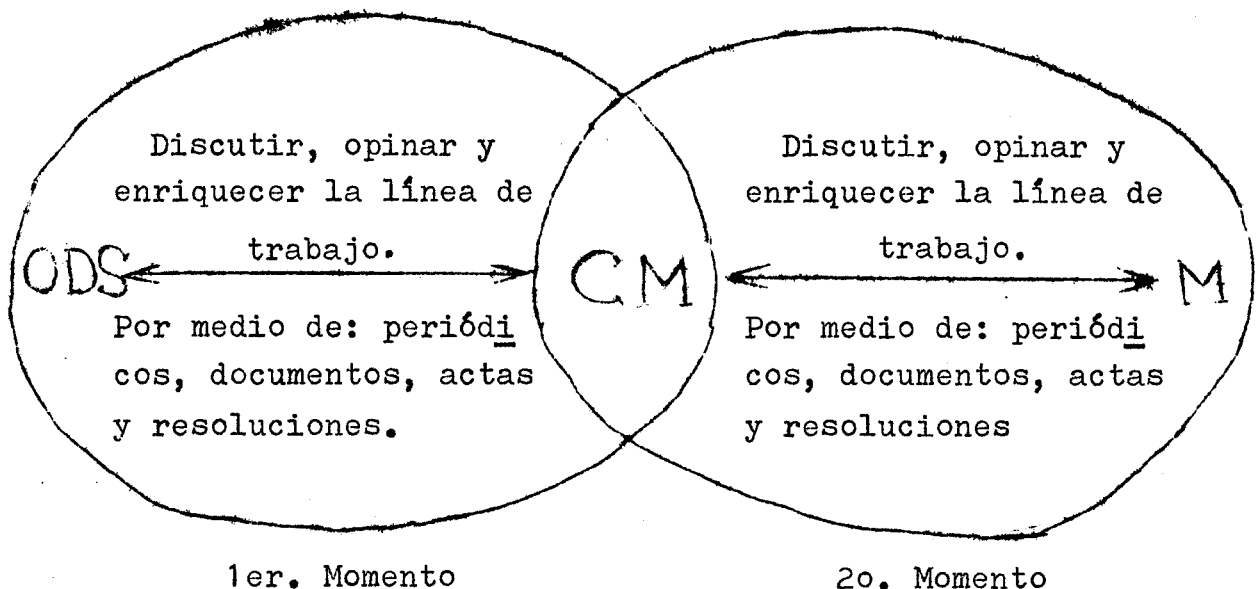 Discutir, opinar y
enriquecer la línea de
trabajo.
ODS
Por medio de: periódi
cos, documentos, actas
y resoluciones.
CM
Discutir, opinar y
enriquecer la línea de
trabajo.
M
Por medio de: periódi
cos, documentos, actas
y resoluciones
1er. Momento
2o. Momento